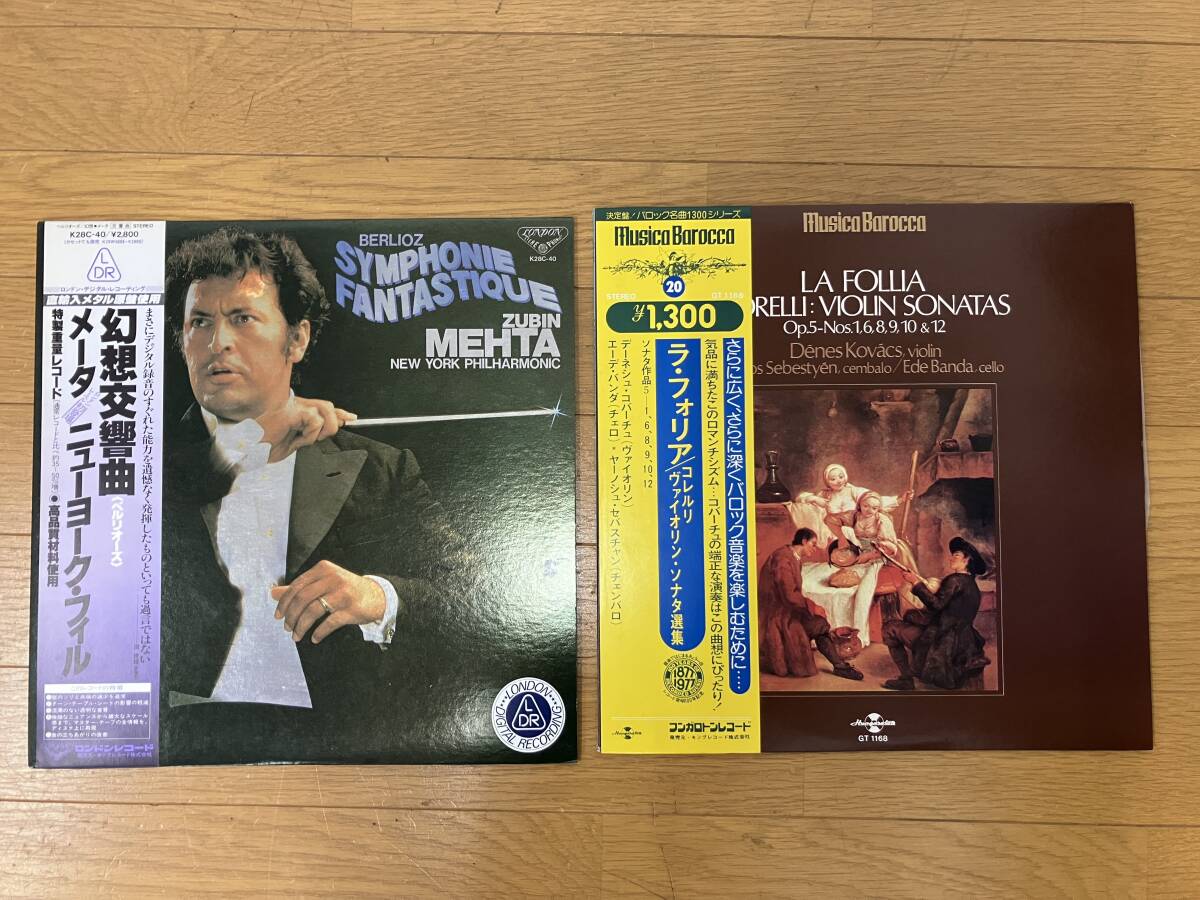 K28C-40/¥2,800
LDR
ロンドン・デジタル・レコーディング
直輸入メタル原盤使用
まさにデジタル録音のすぐれた能力を遺憾なく発揮したものといっても過言ではない
幻想交響曲
〈ベルリオーズ〉
メータ/ニューヨーク・フィル
特製重量レコード
●高品質材料使用
ロンドンレコード
BERLIOZ
SYMPHONIE
FANTASTIQUE
ZUBIN
MEHTA
NEW YORK PHILHARMONIC
LONDON
K28C-40
LONDON
LDR
DIGITAL RECORDING
決定盤!バロック名曲1300シリーズ
Musica Barocca
20
STEREO
GT 1168
¥1,300
さらに広く、さらに深くバロック音楽を楽しむために……
気品に満ちたこのロマンチシズム…コバーチュの端正な演奏はこの曲想にぴったり!
ラ・フォリア/コレルリ
ヴァイオリン・ソナタ選集
ソナタ作品5―1、6、8、9、10、12
デーネシュ・コバーチュ(ヴァイオリン)
エーデ・バンダ(チェロ)*ヤーノシュ・セバスチャン(チェンバロ)
1877
1977
フンガロトンレコード
発売元・キングレコード株式会社
Musica Barocca
LA FOLLIA
ORELLI: VIOLIN SONATAS
Op.5-Nos.1,6,8,9,10 & 12
Dénes Kovács, violin
os Sebestyén, cembalo/Ede Banda, cello
Hungaroton
GT 1168